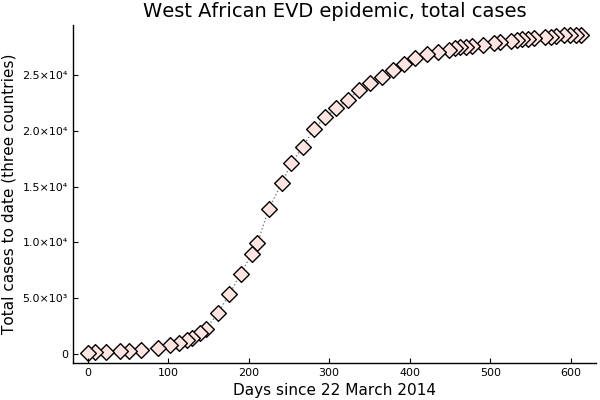 West African EVD epidemic, total cases
Total cases to date (three countries)
2.5×10⁴
2.0×10⁴
1.5×10⁴
1.0×10⁴
5.0×10³
0
0 100 200 300 400 500 600
Days since 22 March 2014